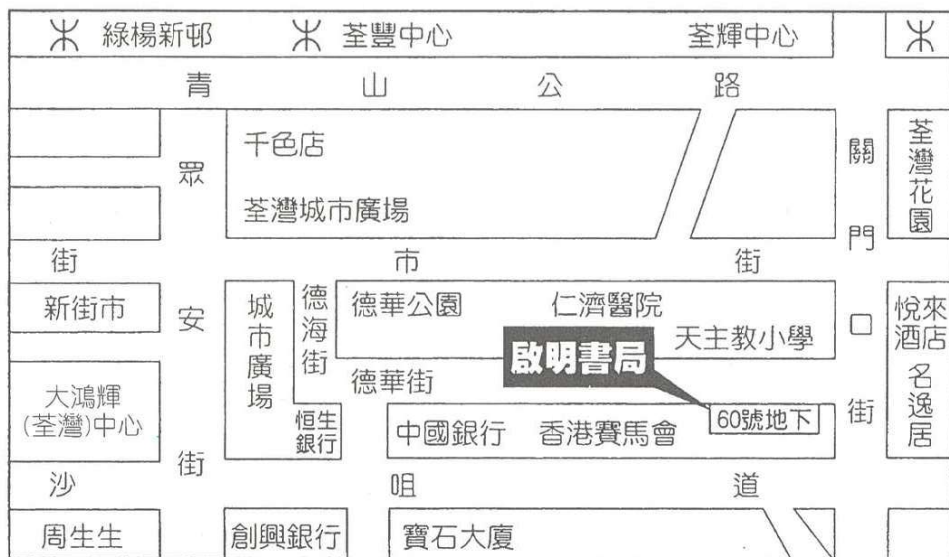 綠楊新邨 荃豐中心 荃輝中心
青山公路
千色店
荃灣城市廣場
眾安街
關門口街
荃灣花園
街市街
新街市
城市廣場
德海街
德華公園 仁濟醫院
天主教小學
悅來酒店
名逸居
啟明書局
德華街
大鴻輝
(荃灣)中心
恒生
銀行
中國銀行 香港賽馬會
60號地下
沙咀道
周生生
創興銀行
寶石大廈